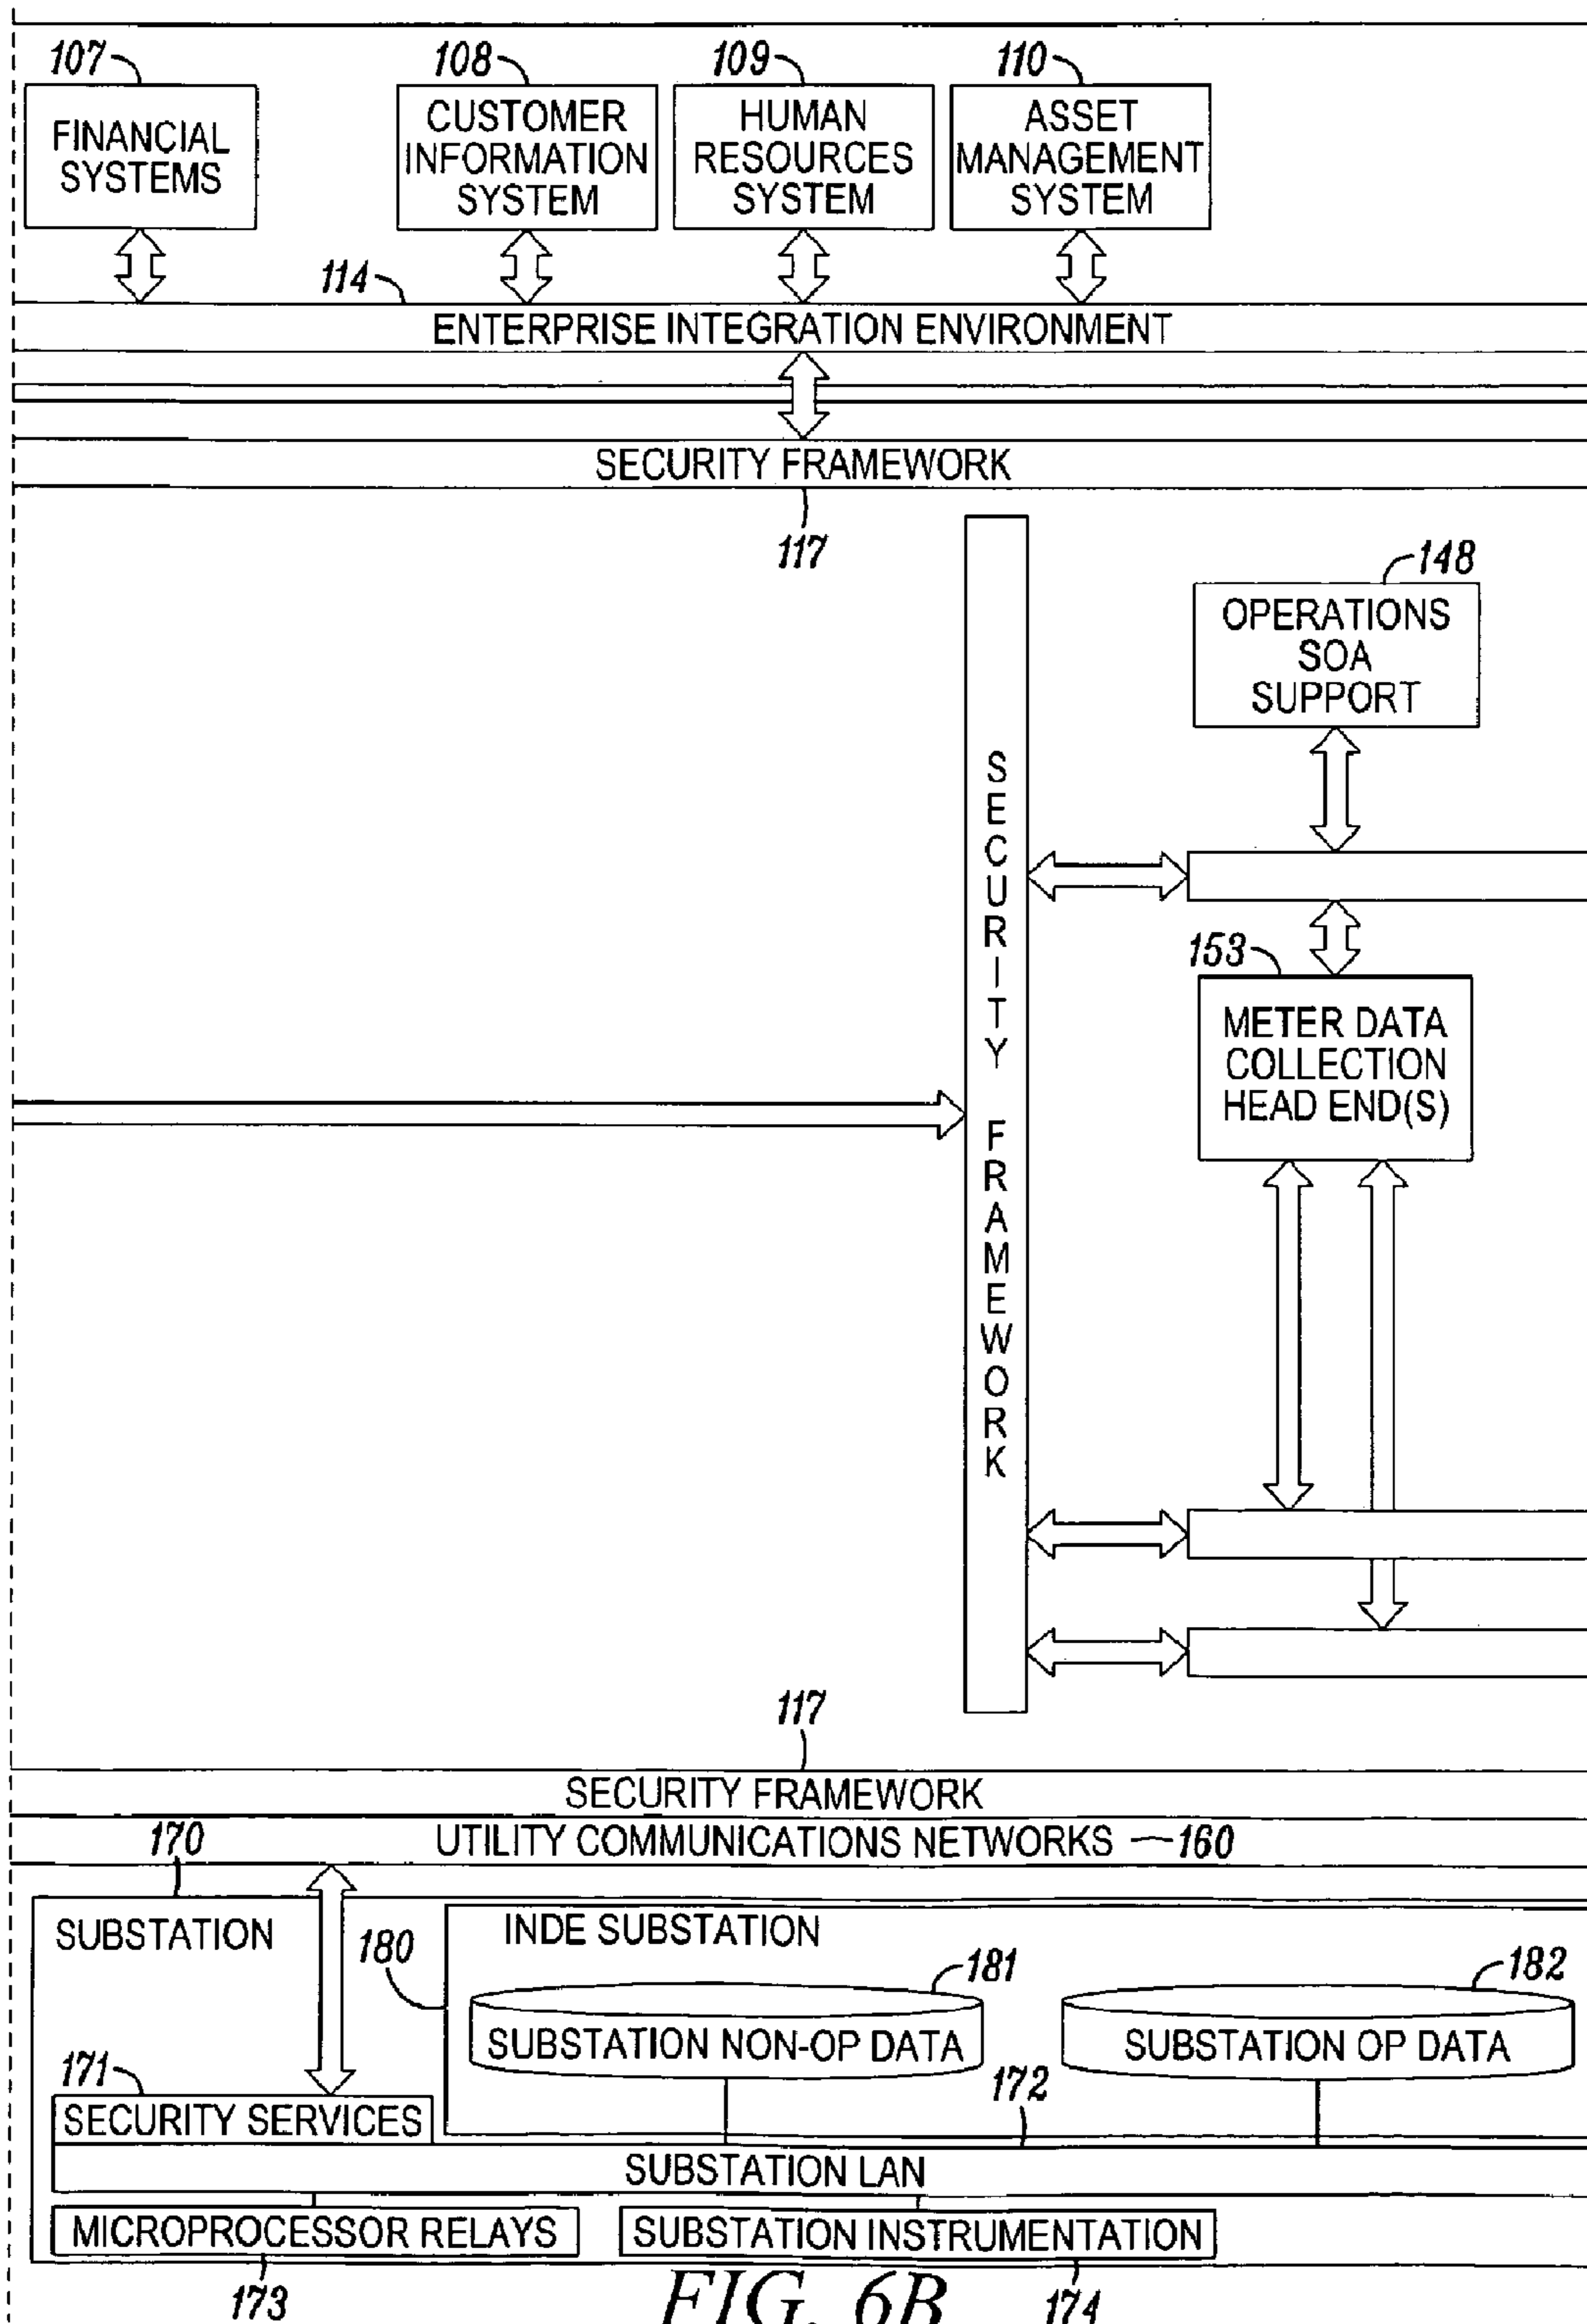 107
108
109
110
FINANCIAL
SYSTEMS
CUSTOMER
INFORMATION
SYSTEM
HUMAN
RESOURCES
SYSTEM
ASSET
MANAGEMENT
SYSTEM
114
ENTERPRISE INTEGRATION ENVIRONMENT
SECURITY FRAMEWORK
117
148
OPERATIONS
SOA
SUPPORT
SECURITY FRAMEWORK
153
METER DATA
COLLECTION
HEAD END(S)
117
SECURITY FRAMEWORK
170
UTILITY COMMUNICATIONS NETWORKS
160
SUBSTATION
180
INDE SUBSTATION
181
182
SUBSTATION NON-OP DATA
SUBSTATION OP DATA
171
172
SECURITY SERVICES
SUBSTATION LAN
MICROPROCESSOR RELAYS
SUBSTATION INSTRUMENTATION
173
FIG. 6B
174